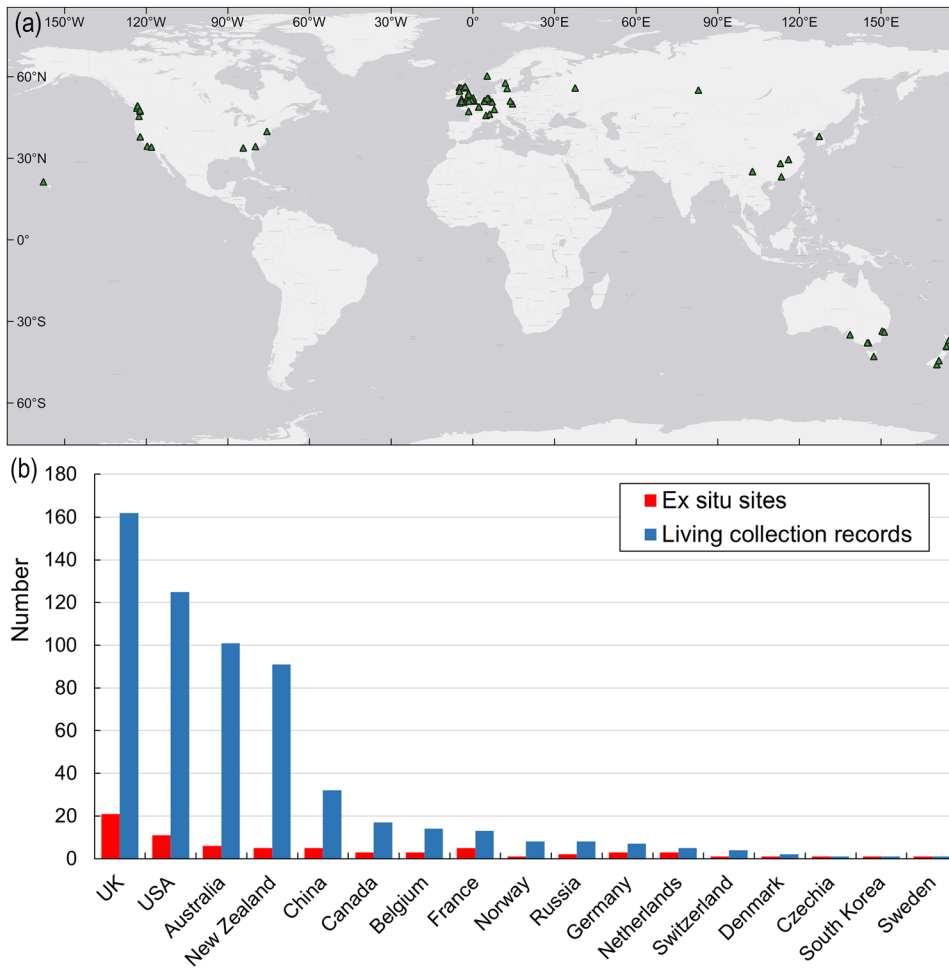 (a)
150°W 120°W 90°W 60°W 30°W 0° 30°E 60°E 90°E 120°E 150°E
60°N
30°N
0°
30°S
60°S
(b)
180
160
140
120
100
80
60
40
20
0
Number
Ex situ sites
Living collection records
UK
USA
Australia
New Zealand
China
Canada
Belgium
France
Norway
Russia
Germany
Netherlands
Switzerland
Denmark
Czechia
South Korea
Sweden